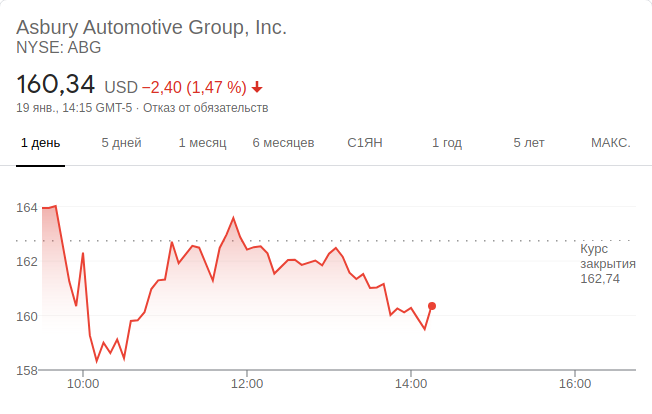 Asbury Automotive Group, Inc.
NYSE: ABG
160,34 USD −2,40 (1,47 %)
19 янв., 14:15 GMT-5 · Отказ от обязательств
1 день 5 дней 1 месяц 6 месяцев С1ЯН 1 год 5 лет МАКС.
164
162
160
158
Курс
закрытия
162,74
10:00 12:00 14:00 16:00